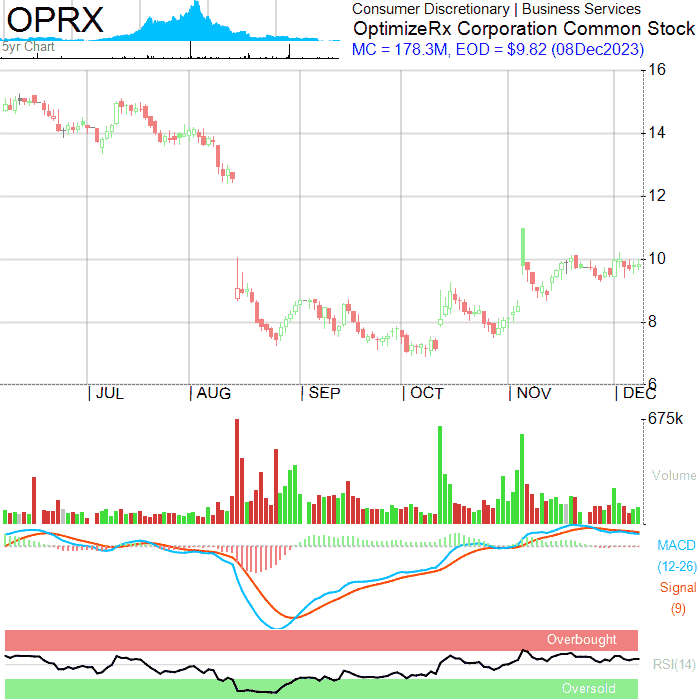 OPRX
5yr Chart
Consumer Discretionary | Business Services
OptimizeRx Corporation Common Stock
MC = 178.3M, EOD = $9.82 (08Dec2023)
16
14
12
10
8
6
JUL AUG SEP OCT NOV DEC
675k
Volume
MACD
(12-26)
Signal
(9)
Overbought
RSI(14)
Oversold